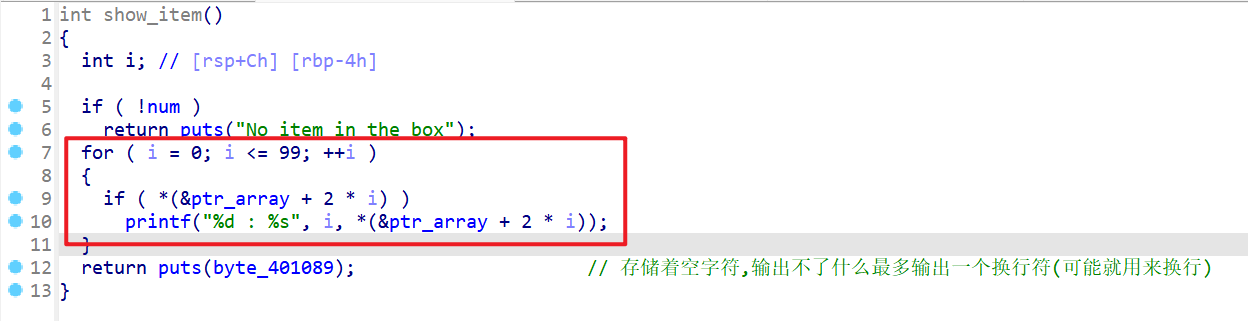 1 int show_item()
2 {
3 int i; // [rsp+Ch] [rbp-4h]
4
5 if ( !num )
6 return puts("No item in the box");
7 for ( i = 0; i <= 99; ++i )
8 {
9 if ( *(&ptr_array + 2 * i) )
10 printf("%d : %s", i, *(&ptr_array + 2 * i));
11 }
12 return puts(byte_401089); // 存储着空字符,输出不了什么最多输出一个换行符(可能就用来换行)
13 }